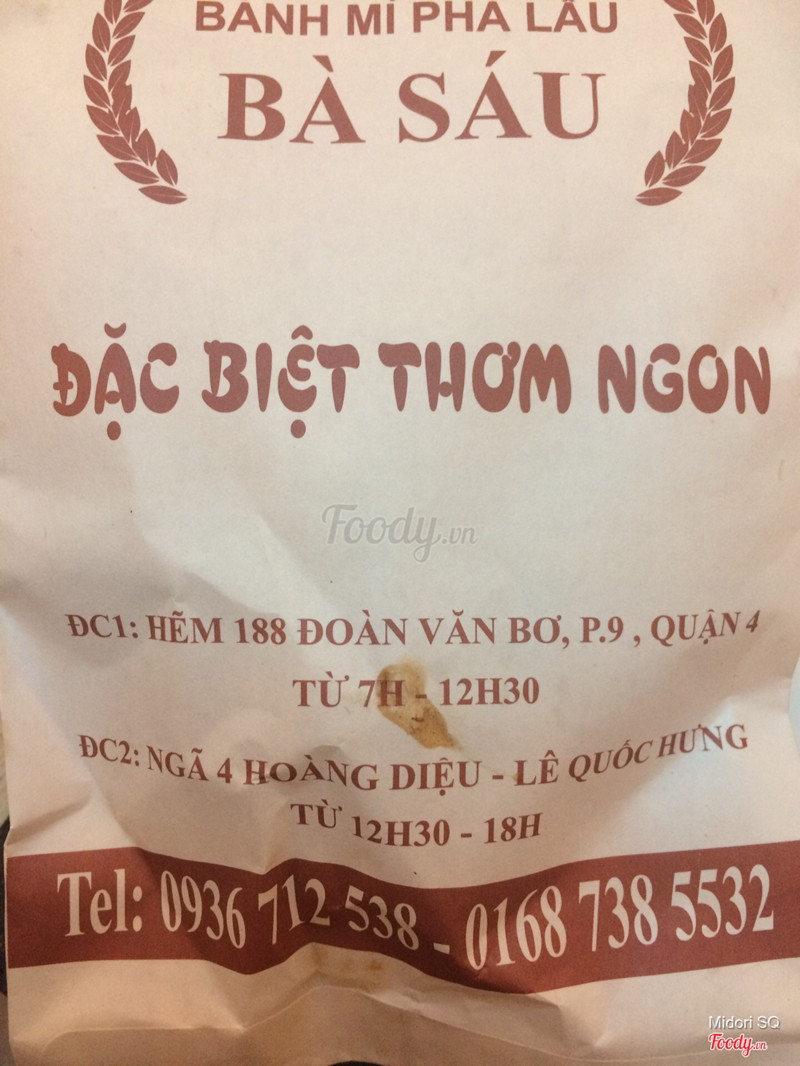 BÁNH MÌ PHÁ LẤU
BÀ SÁU
ĐẶC BIỆT THƠM NGON
Foody.vn
ĐC1: HẼM 188 ĐOÀN VĂN BƠ, P.9 , QUẬN 4
TỪ 7H - 12H30
ĐC2: NGÃ 4 HOÀNG DIỆU - LÊ QUỐC HƯNG
TỪ 12H30 - 18H
Tel: 0936 712 538 - 0168 738 5532
Midori SQ
Foody.vn